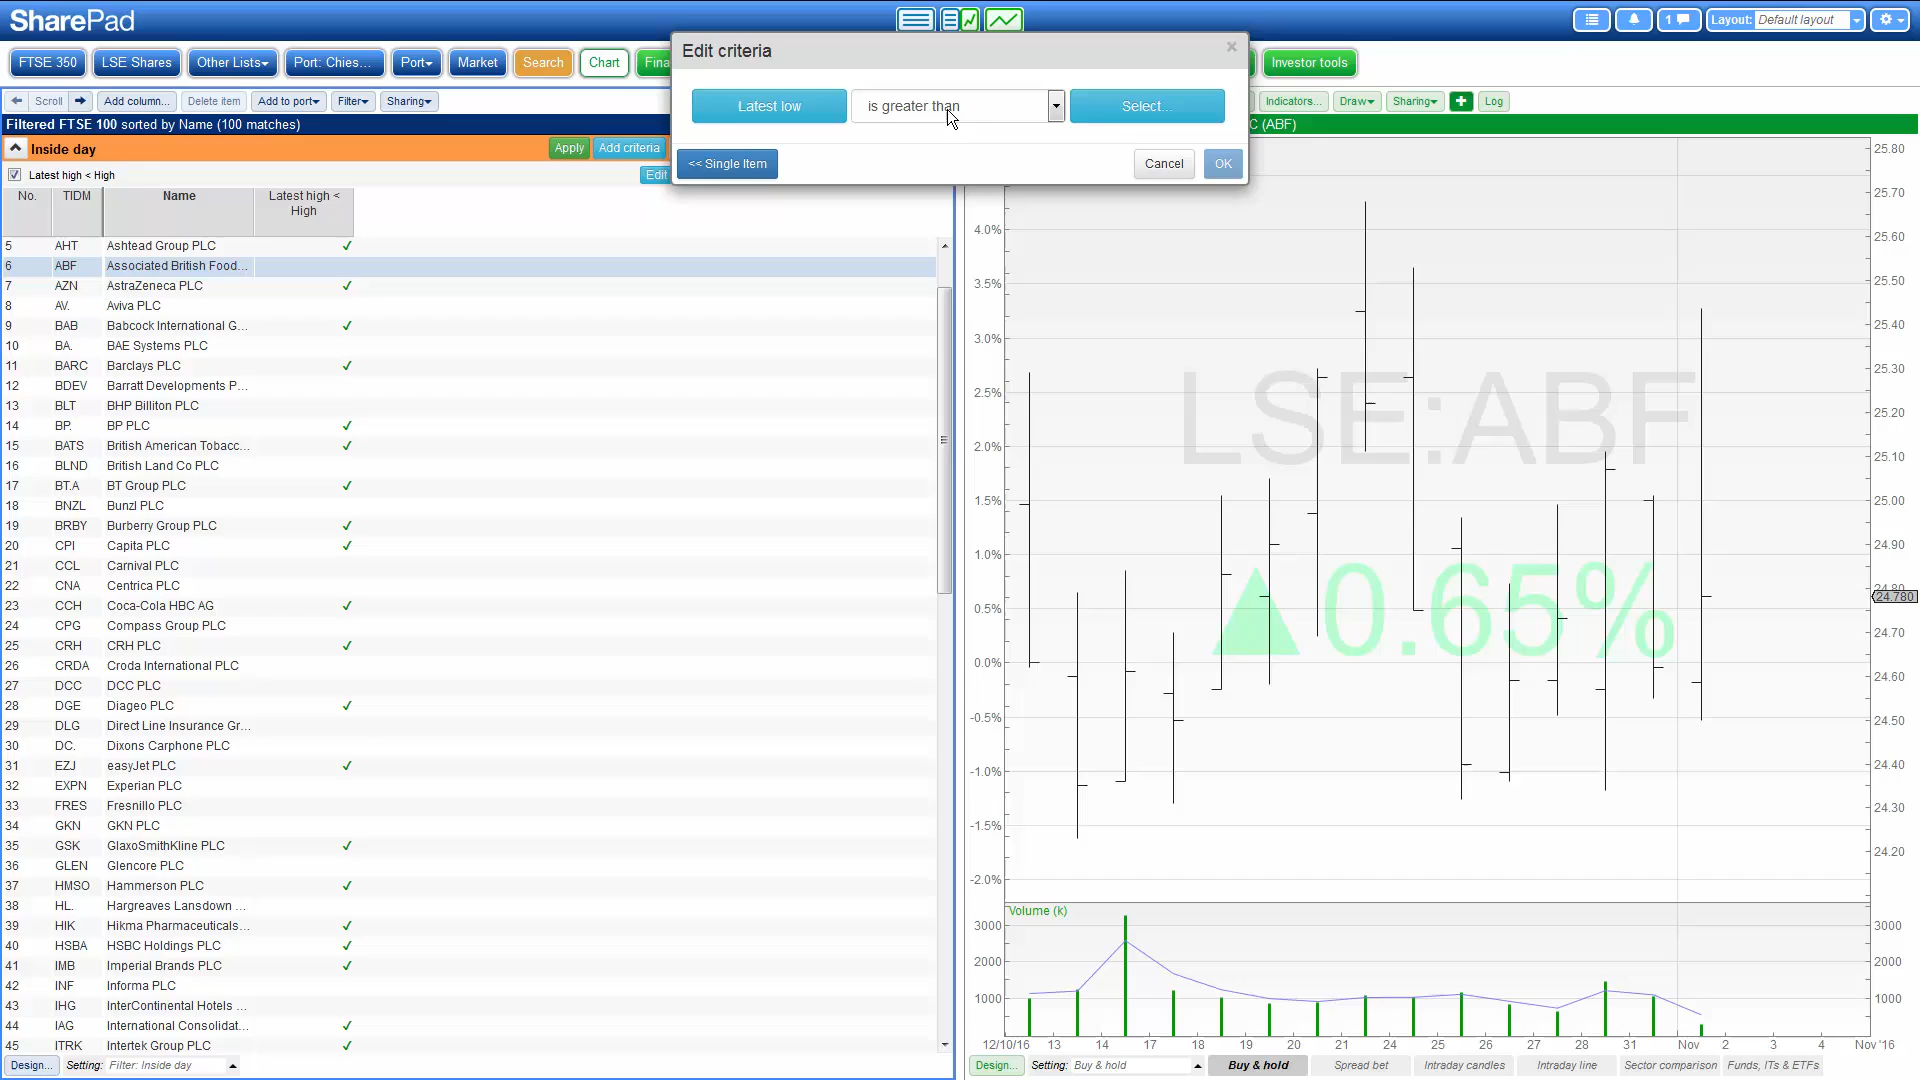 SharePad
Layout: Default layout
1
FTSE 350
LSE Shares
Other Lists
Port: Chies...
Port
Market
Search
Chart
Investor tools
Scroll
Add column...
Delete item
Add to port
Filter
Sharing
Indicators...
Draw
Sharing
Log
Filtered FTSE 100 sorted by Name (100 matches)
C (ABF)
Inside day
Apply
Add criteria
Latest high < High
Edit
Edit criteria
Latest low
is greater than
Select...
<< Single Item
Cancel
OK
No. TIDM Name Latest high <
High
5 AHT Ashtead Group PLC ✓
6 ABF Associated British Food...
7 AZN AstraZeneca PLC ✓
8 AV. Aviva PLC
9 BAB Babcock International G... ✓
10 BA. BAE Systems PLC
11 BARC Barclays PLC ✓
12 BDEV Barratt Developments P...
13 BLT BHP Billiton PLC
14 BP. BP PLC ✓
15 BATS British American Tobacc... ✓
16 BLND British Land Co PLC
17 BT.A BT Group PLC ✓
18 BNZL Bunzl PLC
19 BRBY Burberry Group PLC ✓
20 CPI Capita PLC ✓
21 CCL Carnival PLC
22 CNA Centrica PLC
23 CCH Coca-Cola HBC AG ✓
24 CPG Compass Group PLC
25 CRH CRH PLC ✓
26 CRDA Croda International PLC
27 DCC DCC PLC
28 DGE Diageo PLC ✓
29 DLG Direct Line Insurance Gr...
30 DC. Dixons Carphone PLC
31 EZJ easyJet PLC ✓
32 EXPN Experian PLC
33 FRES Fresnillo PLC
34 GKN GKN PLC
35 GSK GlaxoSmithKline PLC ✓
36 GLEN Glencore PLC
37 HMSO Hammerson PLC ✓
38 HL. Hargreaves Lansdown ...
39 HIK Hikma Pharmaceuticals... ✓
40 HSBA HSBC Holdings PLC ✓
41 IMB Imperial Brands PLC ✓
42 INF Informa PLC
43 IHG InterContinental Hotels ...
44 IAG International Consolidat... ✓
45 ITRK Intertek Group PLC ✓
Design...
Setting: Filter: Inside day
4.0%
3.5%
3.0%
2.5%
2.0%
1.5%
1.0%
0.5%
0.0%
-0.5%
-1.0%
-1.5%
-2.0%
LSE:ABF
▲0.65%
25.80
25.70
25.60
25.50
25.40
25.30
25.20
25.10
25.00
24.90
24.80
24.780
24.70
24.60
24.50
24.40
24.30
24.20
Volume (k)
3000
2000
1000
3000
2000
1000
12/10/16 13 14 17 18 19 20 21 24 25 26 27 28 31 Nov 2 3 4 Nov '16
Design...
Setting: Buy & hold
Buy & hold
Spread bet
Intraday candles
Intraday line
Sector comparison
Funds, ITs & ETFs